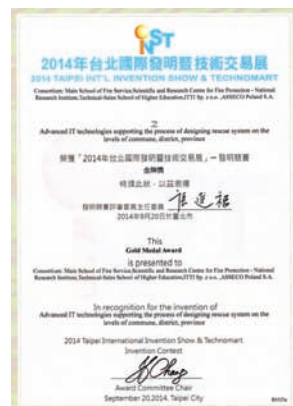 INST
2014年台北國際發明暨技術交易展
2014 TAIPEI INT'L INVENTION SHOW & TECHNOMART
Consortium: Main School of Fire Service,Scientific and Research Centre for Fire Protection - National
Research Institute,Technical-Sales School of Higher Education,ITTI Sp. z o.o. ,ASSECO Poland S.A.
之
Advanced IT technologies supporting the process of designing rescue system on the
levels of commune, district, province
榮獲「2014年台北國際發明暨技術交易展」－發明競賽
金牌獎
特頒此狀，以茲表揚
發明競賽評審委員主任委員
2014年9月20日於臺北市
This
Gold Medal Award
is presented to
Consortium: Main School of Fire Service,Scientific and Research Centre for Fire Protection - National
Research Institute,Technical-Sales School of Higher Education,ITTI Sp. z o.o. ,ASSECO Poland S.A.
In recognition for the invention of
Advanced IT technologies supporting the process of designing rescue system on the
levels of commune, district, province
2014 Taipei International Invention Show & Technomart
Invention Contest
Award Committee Chair
September 20,2014, Taipei City